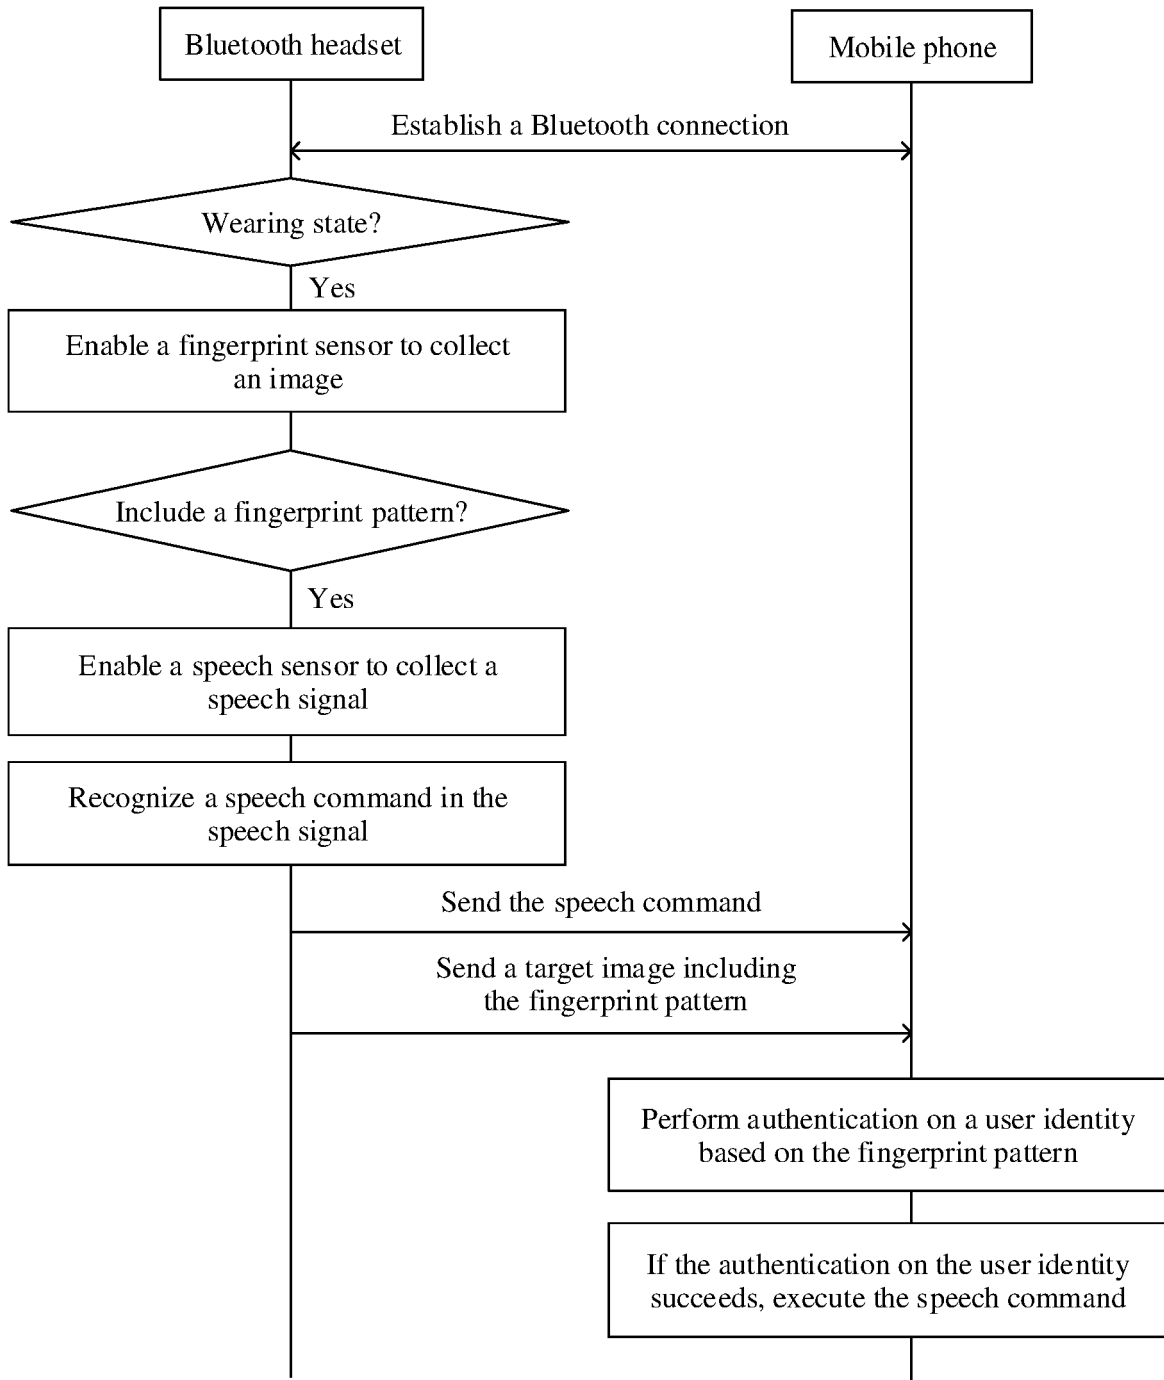 Bluetooth headset
Mobile phone
Establish a Bluetooth connection
Wearing state?
Yes
Enable a fingerprint sensor to collect
an image
Include a fingerprint pattern?
Yes
Enable a speech sensor to collect a
speech signal
Recognize a speech command in the
speech signal
Send the speech command
Send a target image including
the fingerprint pattern
Perform authentication on a user identity
based on the fingerprint pattern
If the authentication on the user identity
succeeds, execute the speech command